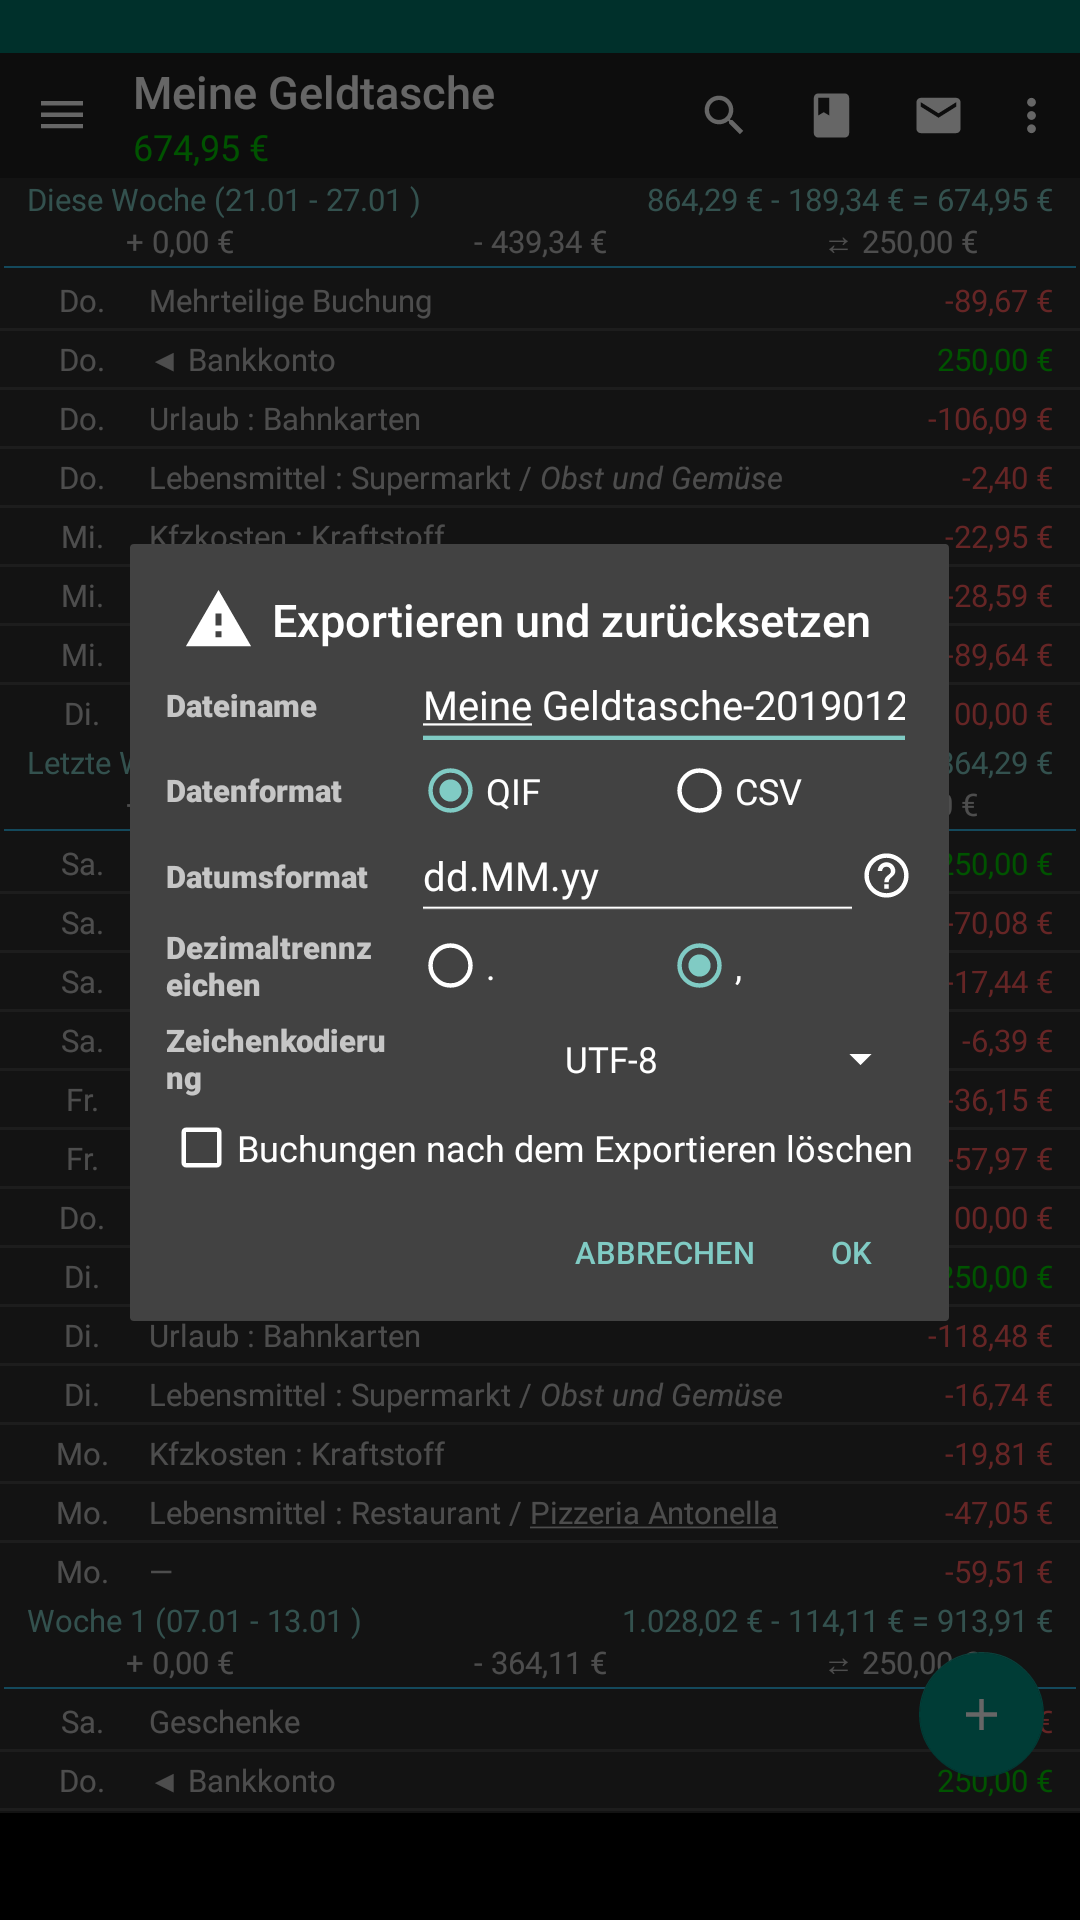 Meine Geldtasche
674,95 €
Diese Woche (21.01 - 27.01 ) 864,29 € - 189,34 € = 674,95 €
+ 0,00 € - 439,34 € ⇄ 250,00 €
Do. Mehrteilige Buchung -89,67 €
Do. ◄ Bankkonto 250,00 €
Do. Urlaub : Bahnkarten -106,09 €
Do. Lebensmittel : Supermarkt / Obst und Gemüse -2,40 €
Mi. Kfzkosten : Kraftstoff -22,95 €
Mi. -28,59 €
Mi. -89,64 €
Di. 00,00 €
Letzte 864,29 €
€
Exportieren und zurücksetzen
Dateiname Meine Geldtasche-2019012
Datenformat QIF CSV
Datumsformat dd.MM.yy
Dezimaltrennz
eichen . ,
Zeichenkodieru
ng UTF-8
Buchungen nach dem Exportieren löschen
ABBRECHEN OK
Sa. 250,00 €
Sa. -70,08 €
Sa. -17,44 €
Sa. -6,39 €
Fr. -36,15 €
Fr. -57,97 €
Do. 00,00 €
Di. 250,00 €
Di. Urlaub : Bahnkarten -118,48 €
Di. Lebensmittel : Supermarkt / Obst und Gemüse -16,74 €
Mo. Kfzkosten : Kraftstoff -19,81 €
Mo. Lebensmittel : Restaurant / Pizzeria Antonella -47,05 €
Mo. — -59,51 €
Woche 1 (07.01 - 13.01 ) 1.028,02 € - 114,11 € = 913,91 €
+ 0,00 € - 364,11 € ⇄ 250,00 €
Sa. Geschenke €
Do. ◄ Bankkonto 250,00 €